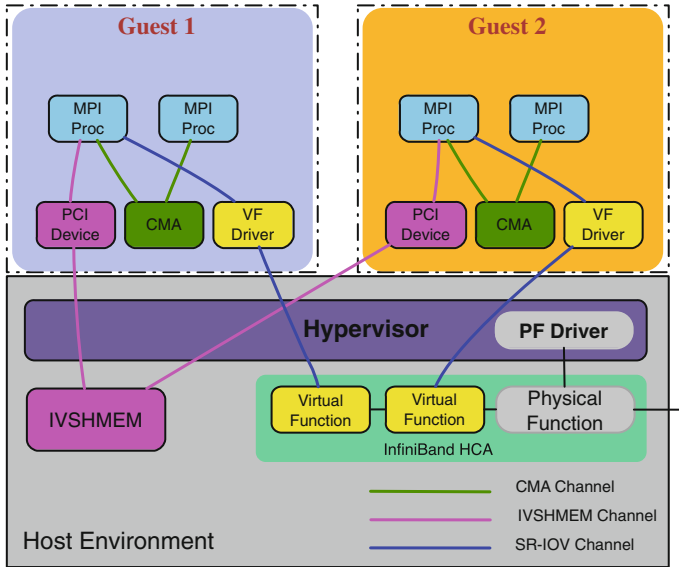 Guest 1
Guest 2
MPI
Proc
MPI
Proc
MPI
Proc
MPI
Proc
PCI
Device
CMA
VF
Driver
PCI
Device
CMA
VF
Driver
Hypervisor
PF Driver
IVSHMEM
Virtual
Function
Virtual
Function
Physical
Function
InfiniBand HCA
CMA Channel
IVSHMEM Channel
SR-IOV Channel
Host Environment